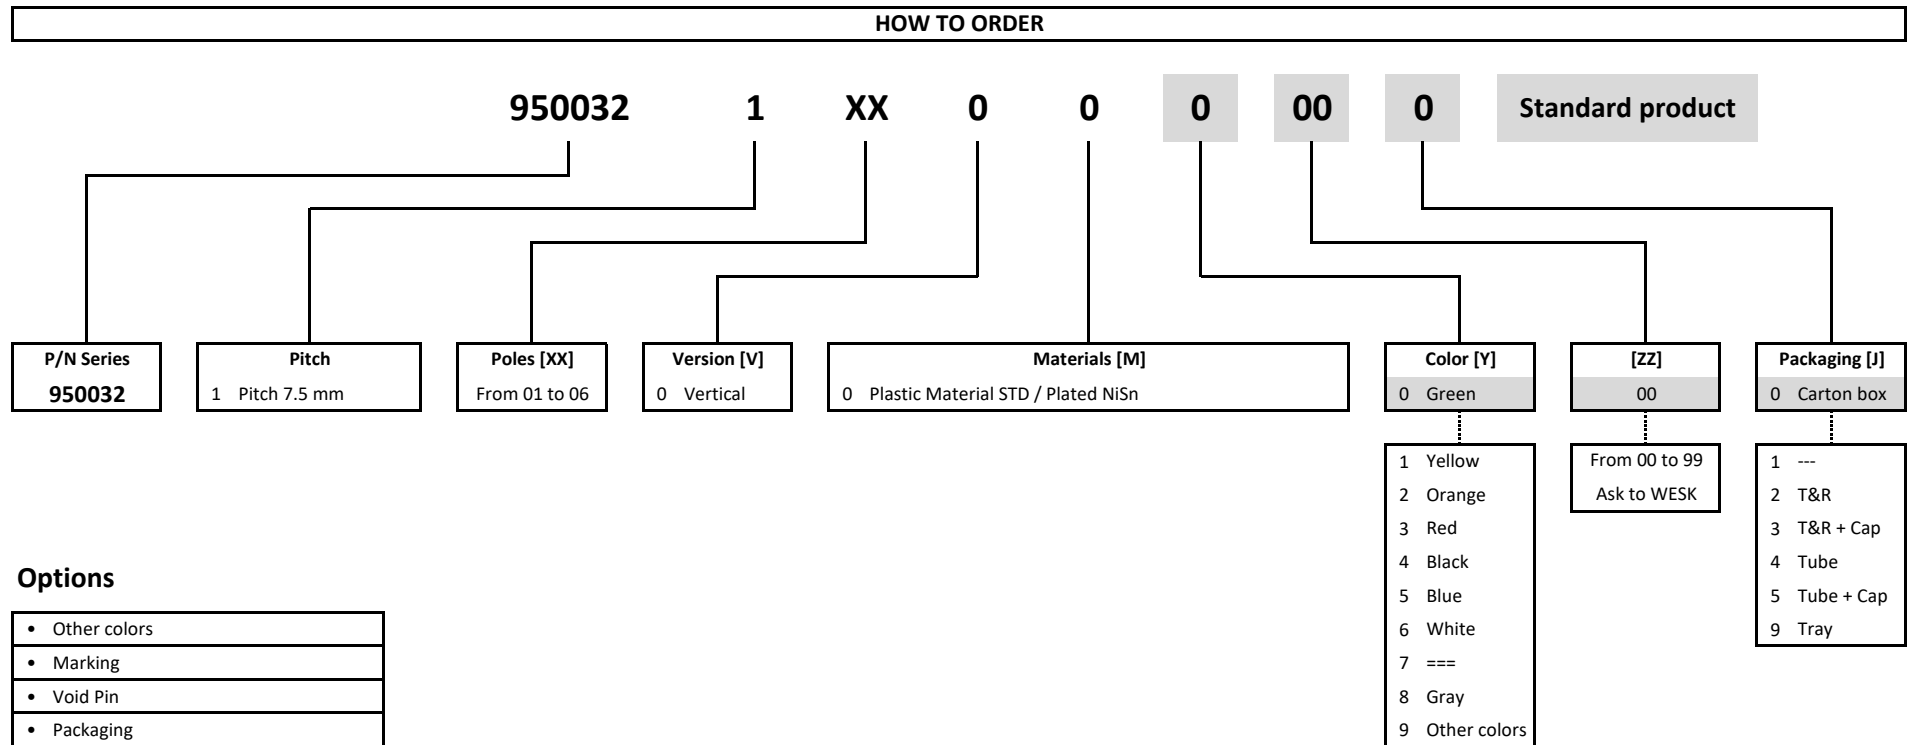 HOW TO ORDER
950032 1 XX 0 0 0 00 0 Standard product
P/N Series Pitch Poles [XX] Version [V] Materials [M] Color [Y] [ZZ] Packaging [J]
950032 1 Pitch 7.5 mm From 01 to 06 0 Vertical 0 Plastic Material STD / Plated NiSn 0 Green 00 0 Carton box
1 Yellow From 00 to 99 1 ---
2 Orange Ask to WESK 2 T&R
3 Red 3 T&R + Cap
4 Black 4 Tube
Options
5 Blue 5 Tube + Cap
• Other colors 6 White 9 Tray
• Marking 7 ===
• Void Pin 8 Gray
• Packaging 9 Other colors